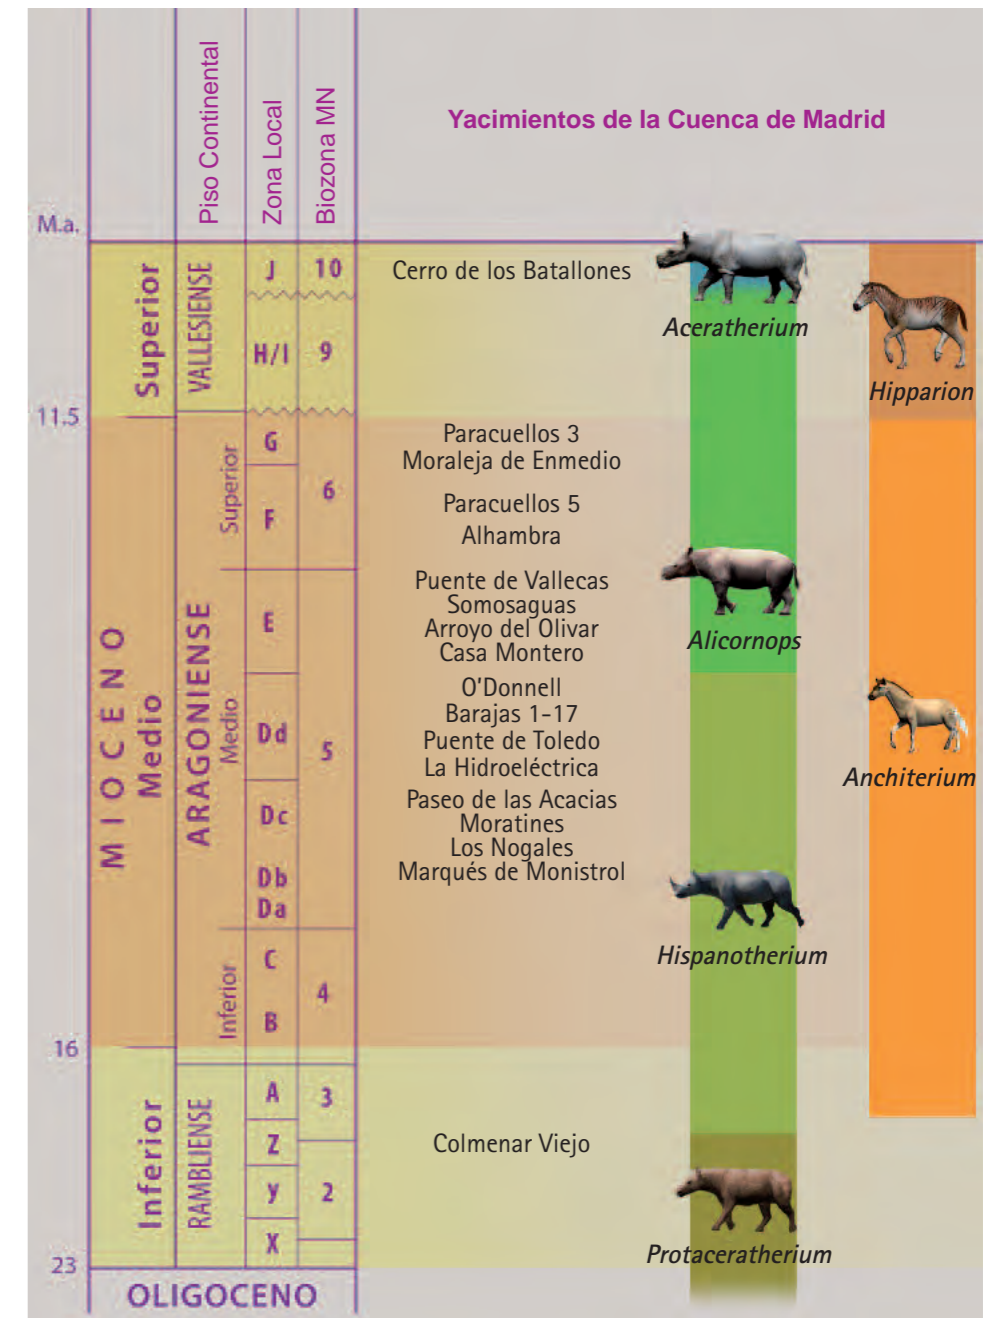 Piso Continental
Zona Local
Biozona MN
Yacimientos de la Cuenca de Madrid
M.a.
11.5
16
23
MIOCENO
Superior
Medio
Inferior
VALLESIENSE
ARAGONIENSE
Superior
Medio
Inferior
RAMBLIENSE
J
H/I
G
F
E
Dd
Dc
Db
Da
C
B
A
Z
Y
X
10
9
6
5
4
3
2
OLIGOCENO
Cerro de los Batallones
Paracuellos 3
Moraleja de Enmedio
Paracuellos 5
Alhambra
Puente de Vallecas
Somosaguas
Arroyo del Olivar
Casa Montero
O'Donnell
Barajas 1-17
Puente de Toledo
La Hidroeléctrica
Paseo de las Acacias
Moratines
Los Nogales
Marqués de Monistrol
Colmenar Viejo
Aceratherium
Alicornops
Hispanotherium
Protaceratherium
Hipparion
Anchiterium